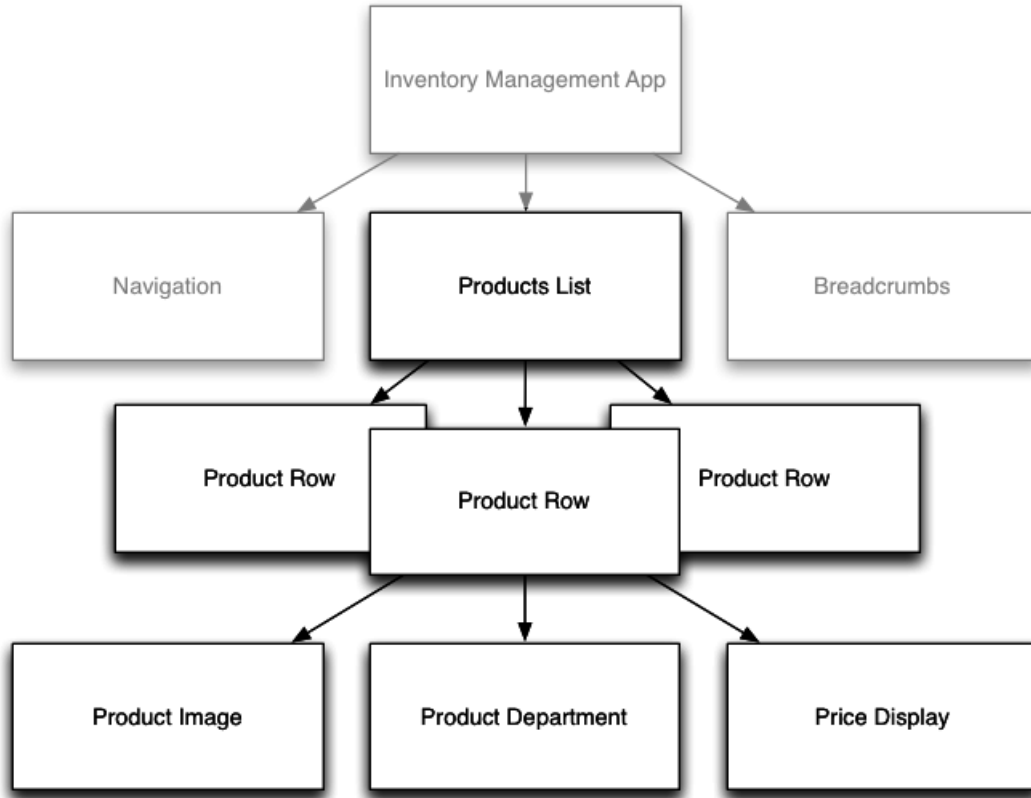 Inventory Management App
Navigation
Products List
Breadcrumbs
Product Row
Product Row
Product Row
Product Image
Product Department
Price Display